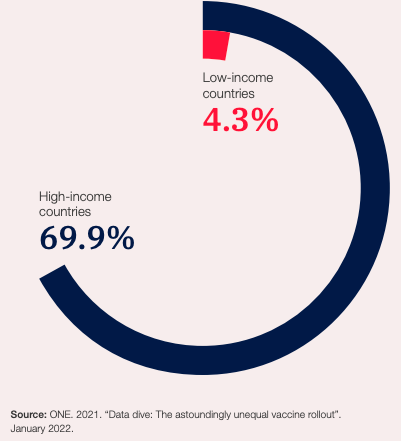 Low-income
countries
4.3%
High-income
countries
69.9%
Source: ONE. 2021. “Data dive: The astoundingly unequal vaccine rollout”.
January 2022.